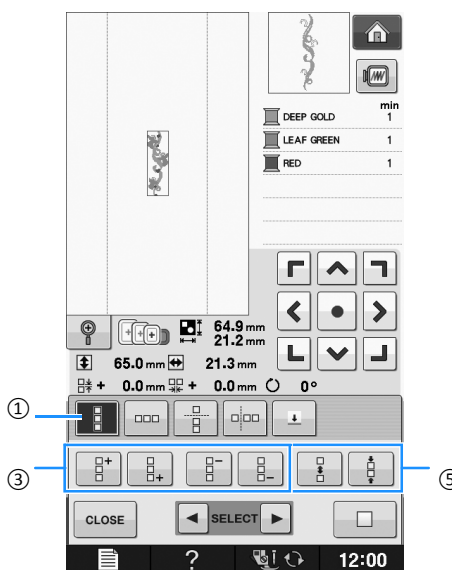 min
DEEP GOLD 1
LEAF GREEN 1
RED 1
64.9 mm
21.2 mm
65.0 mm 21.3 mm
+ 0.0 mm + 0.0 mm 0°
①
③
⑤
CLOSE SELECT
? 12:00